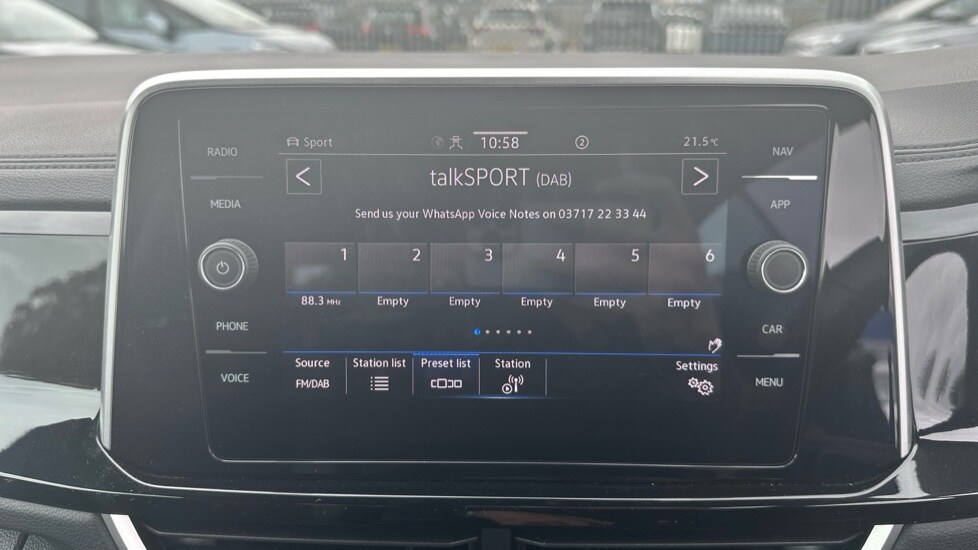 RADIO
MEDIA
PHONE
VOICE
Sport
10:58
2
21.5°C
< talkSPORT (DAB) >
Send us your WhatsApp Voice Notes on 03717 22 33 44
1 2 3 4 5 6
88.3 MHz Empty Empty Empty Empty Empty
Source Station list Preset list Station Settings
FM/DAB
NAV
APP
CAR
MENU